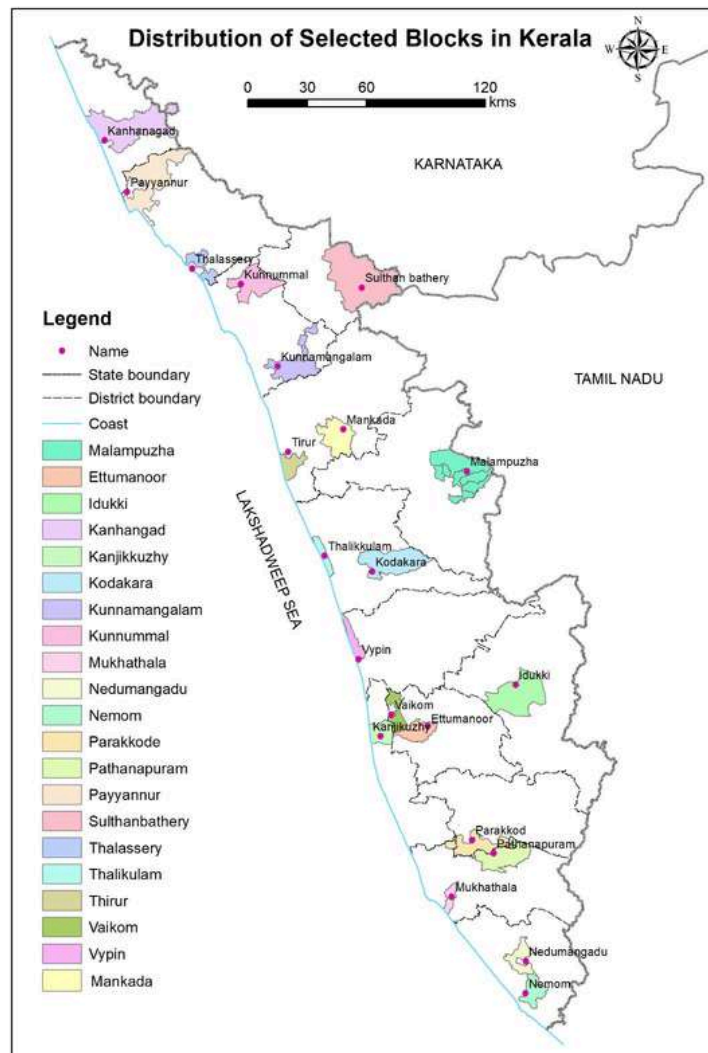 Distribution of Selected Blocks in Kerala
N
W
E
S
0 30 60 120
kms
KARNATAKA
TAMIL NADU
LAKSHADWEEP SEA
Kanhanagad
Payyannur
Thalassery
Kunnummal
Sulthan bathery
Kunnamangalam
Mankada
Tirur
Malampuzha
Thalikkulam
Kodakara
Vypin
Idukki
Vaikom
Ettumanoor
Kanjikuzhy
Parakkod
Pathanapuram
Mukhathala
Nedumangadu
Nemom
Legend
Name
State boundary
District boundary
Coast
Malampuzha
Ettumanoor
Idukki
Kanhangad
Kanjikkuzhy
Kodakara
Kunnamangalam
Kunnummal
Mukhathala
Nedumangadu
Nemom
Parakkode
Pathanapuram
Payyannur
Sulthanbathery
Thalassery
Thalikulam
Thirur
Vaikom
Vypin
Mankada